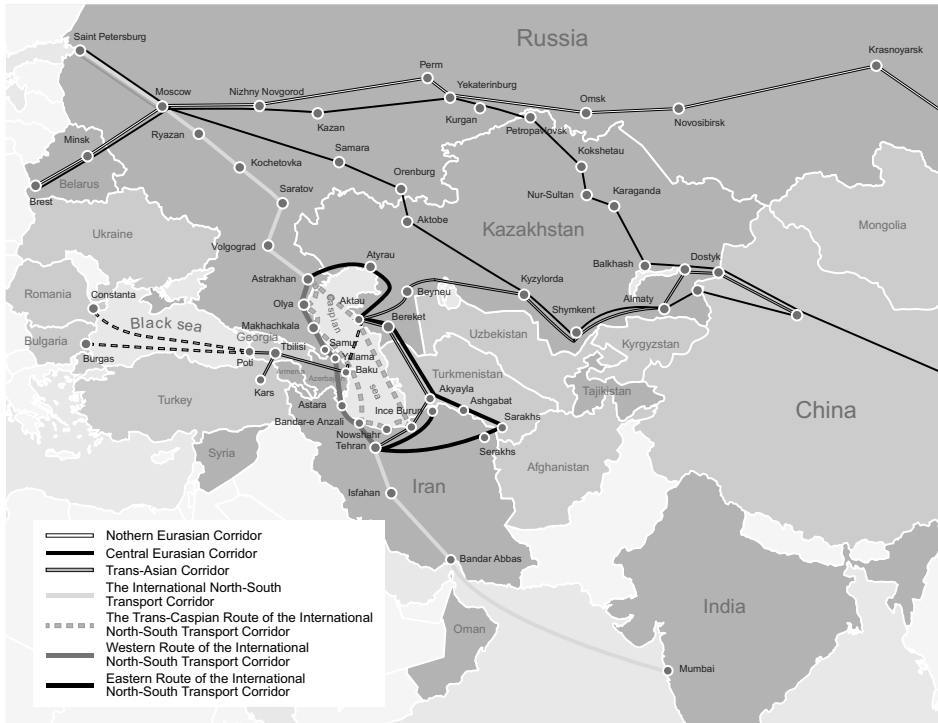 Saint Petersburg
Russia
Krasnoyarsk
Perm
Yekaterinburg
Moscow
Nizhny Novgorod
Omsk
Novosibirsk
Kazan
Kurgan
Petropavlovsk
Ryazan
Minsk
Samara
Kokshetau
Kochetovka
Belarus
Orenburg
Brest
Saratov
Nur-Sultan
Karaganda
Aktobe
Mongolia
Ukraine
Kazakhstan
Volgograd
Atyrau
Balkhash
Dostyk
Astrakhan
Beyneu
Kyzylorda
Romania
Constanta
Olya
Aktau
Caspian
Almaty
Black sea
Bereket
Shymkent
Makhachkala
Uzbekistan
Bulgaria
Georgia
Tbilisi
Samur
Kyrgyzstan
Burgas
Poti
Yalama
Baku
Armenia
Azerbaijan
Turkmenistan
sea
Tajikistan
Turkey
Kars
Akyayla
Ashgabat
China
Astara
Ince Burun
Sarakhs
Bandar-e Anzali
Nowshahr
Tehran
Serakhs
Syria
Afghanistan
Iran
Isfahan
Nothern Eurasian Corridor
Central Eurasian Corridor
Trans-Asian Corridor
The International North-South
Transport Corridor
The Trans-Caspian Route of the International
North-South Transport Corridor
Western Route of the International
North-South Transport Corridor
Eastern Route of the International
North-South Transport Corridor
Bandar Abbas
India
Oman
Mumbai